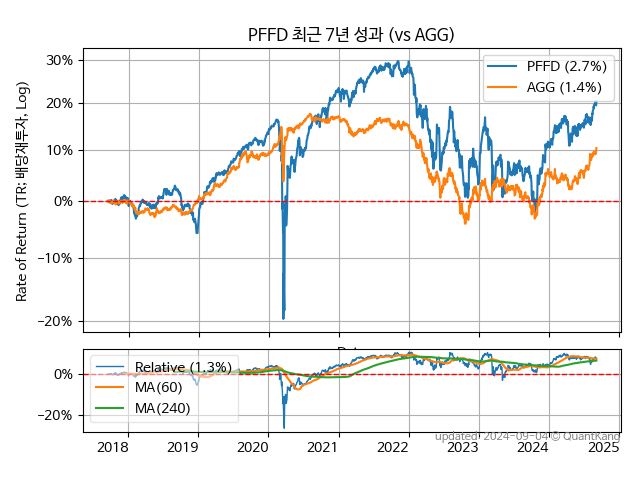 PFFD 최근 7년 성과 (vs AGG)
Rate of Return (TR: 배당재투자, Log)
30%
20%
10%
0%
−10%
−20%
PFFD (2.7%)
AGG (1.4%)
0%
−20%
Relative (1.3%)
MA(60)
MA(240)
updated: 2024-09-04 © QuantKang
2018 2019 2020 2021 2022 2023 2024 2025